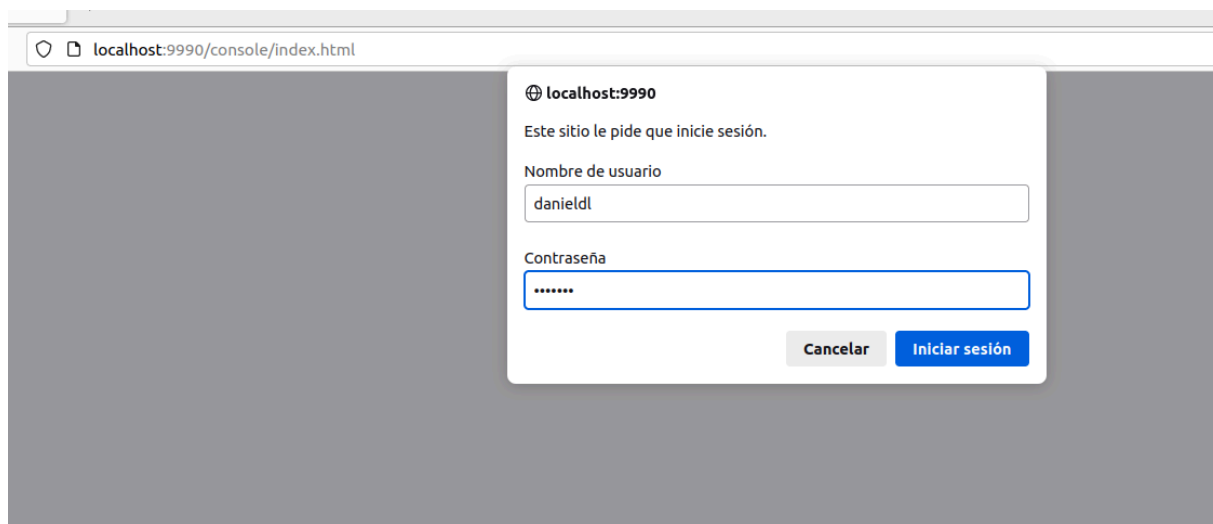 localhost:9990/console/index.html
localhost:9990
Este sitio le pide que inicie sesión.
Nombre de usuario
danieldl
Contraseña
•••••••
Cancelar
Iniciar sesión